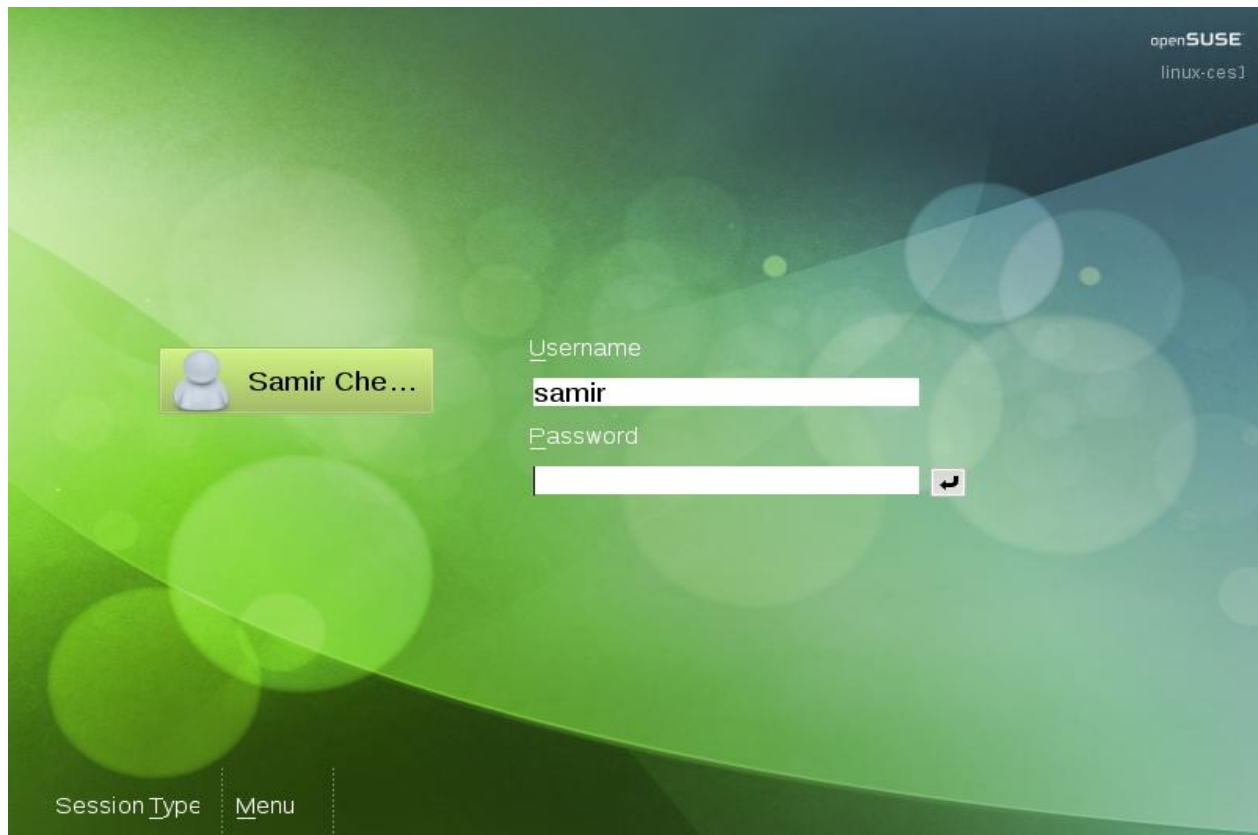 openSUSE
linux-ces1
Samir Che...
Username
samir
Password
Session Type
Menu